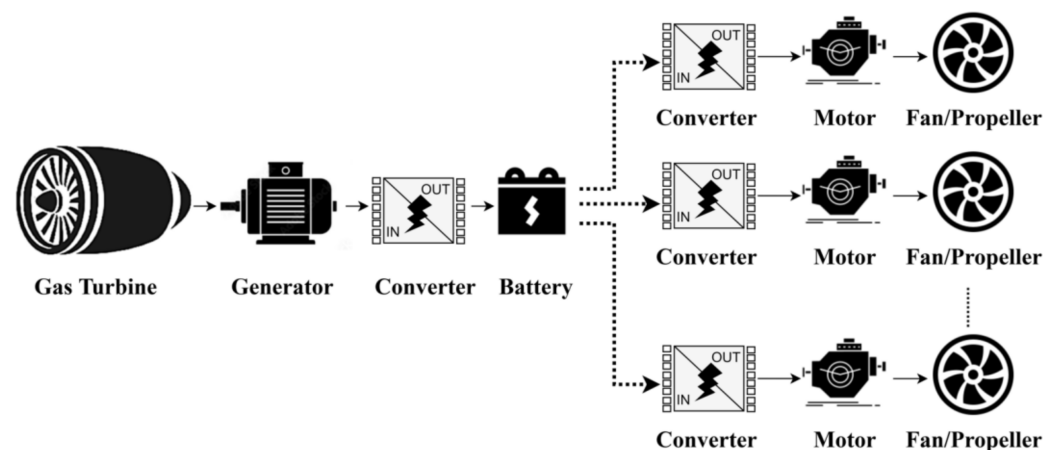 OUT
IN
Converter
Motor
Fan/Propeller
OUT
IN
Gas Turbine
Generator
Converter
Battery
OUT
IN
Converter
Motor
Fan/Propeller
OUT
IN
Converter
Motor
Fan/Propeller